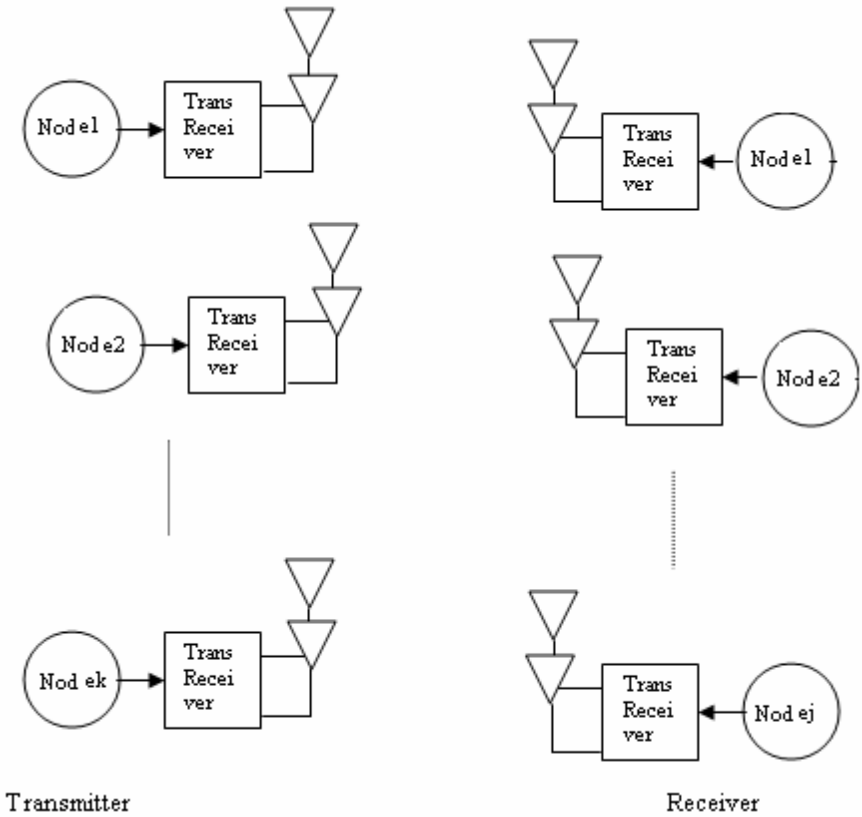 Node1
Trans
Recei
ver
Trans
Recei
ver
Node1
Node2
Trans
Recei
ver
Trans
Recei
ver
Node2
Nodek
Trans
Recei
ver
Trans
Recei
ver
Nodej
Transmitter
Receiver